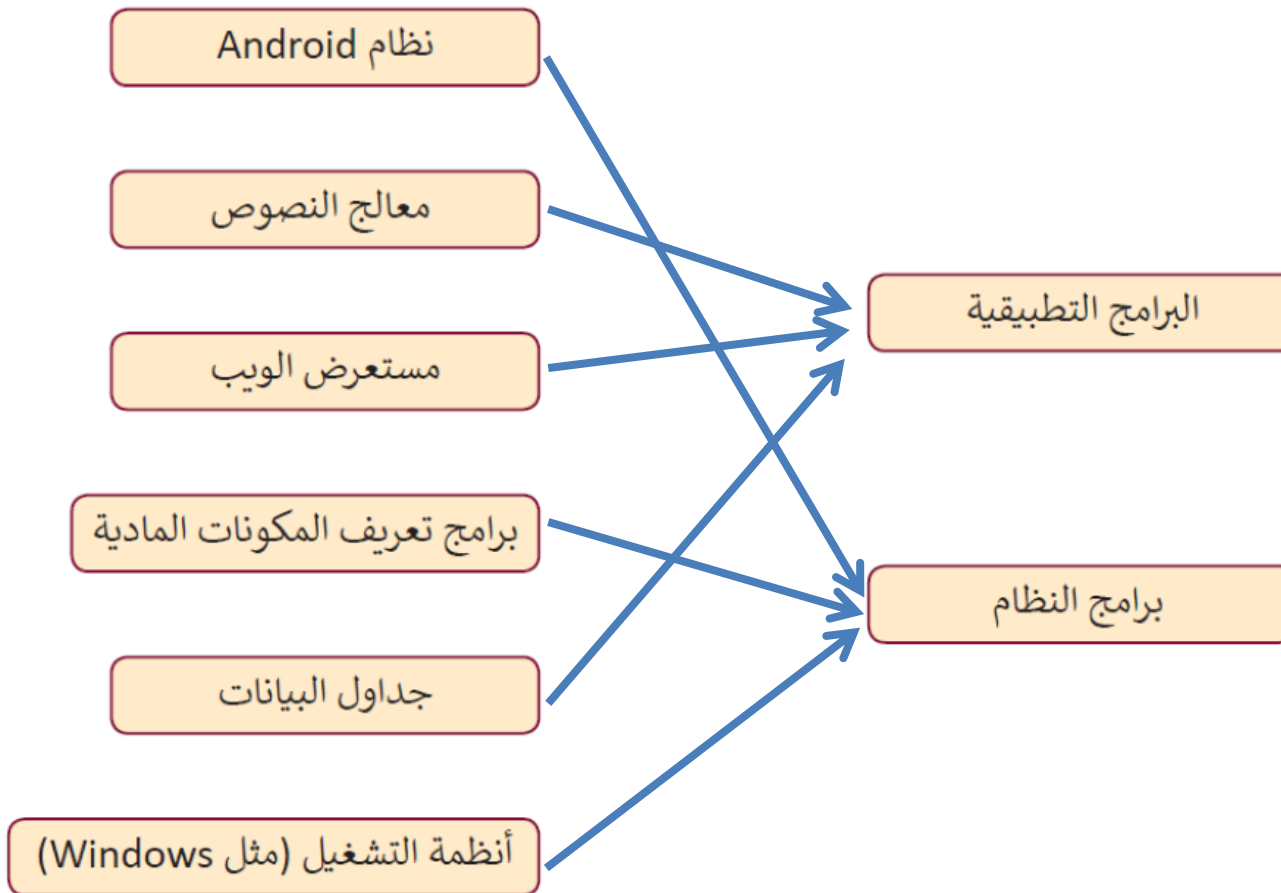 نظام Android
معالج النصوص
البرامج التطبيقية
مستعرض الويب
برامج تعريف المكونات المادية
برامج النظام
جداول البيانات
أنظمة التشغيل (مثل Windows)